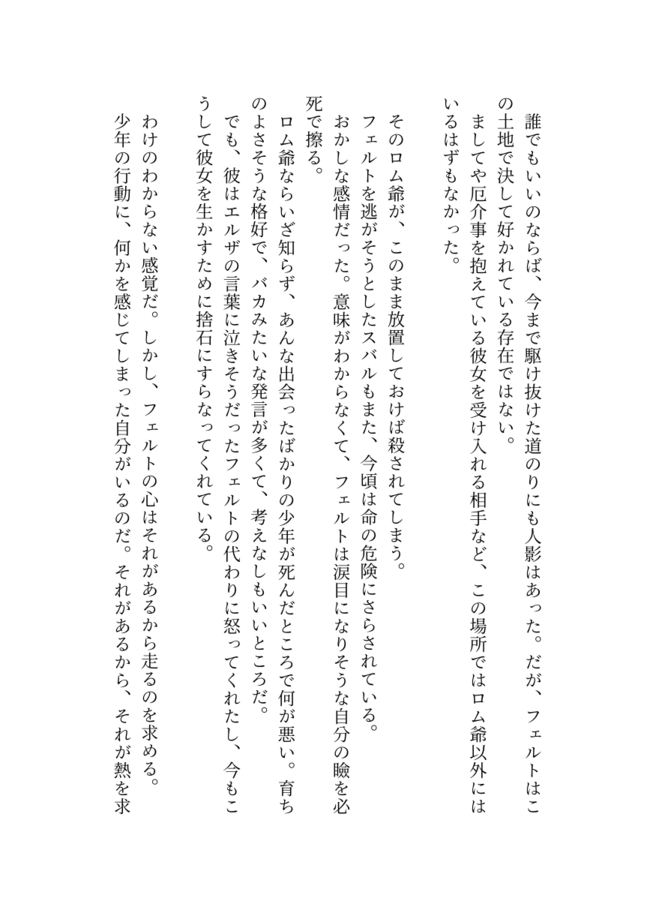 誰でもいいのならば、今まで駆け抜けた道のりにも人影はあった。だが、フェルトはこ
の土地で決して好かれている存在ではない。
ましてや厄介事を抱えている彼女を受け入れる相手など、この場所ではロム爺以外には
いるはずもなかった。
そのロム爺が、このまま放置しておけば殺されてしまう。
フェルトを逃がそうとしたスバルもまた、今頃は命の危険にさらされている。
おかしな感情だった。意味がわからなくて、フェルトは涙目になりそうな自分の瞼を必
死で擦る。
ロム爺ならいざ知らず、あんな出会ったばかりの少年が死んだところで何が悪い。育ち
のよさそうな格好で、バカみたいな発言が多くて、考えなしもいいところだ。
でも、彼はエルザの言葉に泣きそうだったフェルトの代わりに怒ってくれたし、今もこ
うして彼女を生かすために捨石にすらなってくれている。
わけのわからない感覚だ。しかし、フェルトの心はそれがあるから走るのを求める。
少年の行動に、何かを感じてしまった自分がいるのだ。それがあるから、それが熱を求